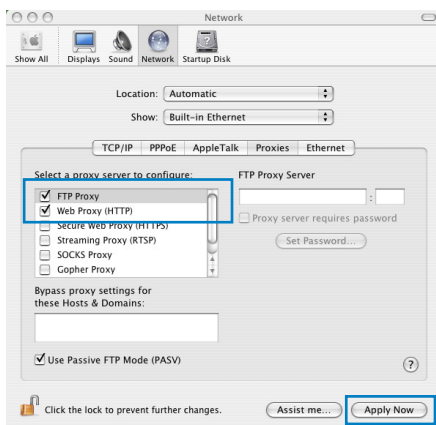 Network
Show All Displays Sound Network Startup Disk
Location: Automatic
Show: Built-in Ethernet
TCP/IP PPPoE AppleTalk Proxies Ethernet
Select a proxy server to configure: FTP Proxy Server
FTP Proxy
:
Web Proxy (HTTP)
Proxy server requires password
Secure Web Proxy (HTTPS)
Streaming Proxy (RTSP) Set Password...
SOCKS Proxy
Gopher Proxy
Bypass proxy settings for
these Hosts & Domains:
Use Passive FTP Mode (PASV) ?
Click the lock to prevent further changes. Assist me... Apply Now